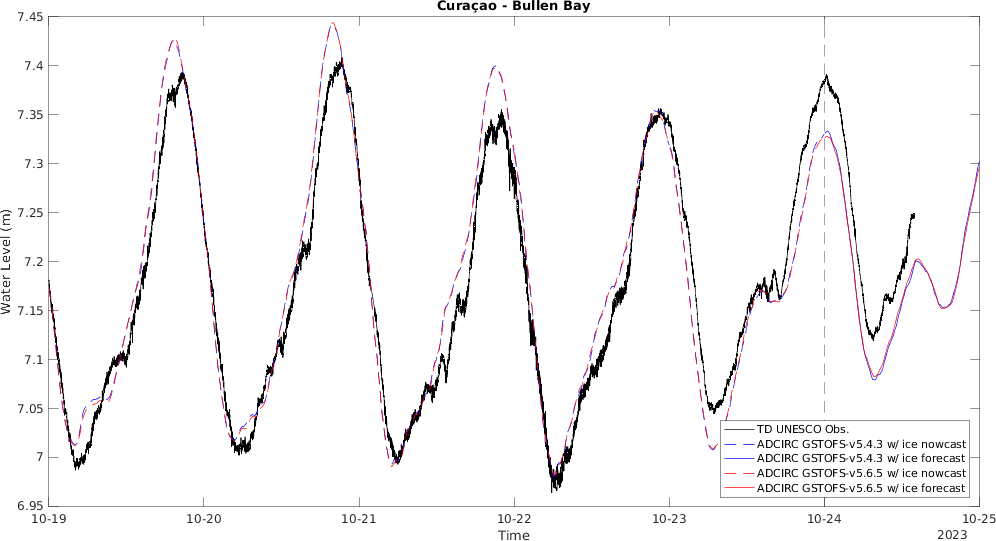 Curaçao - Bullen Bay
7.45
7.4
7.35
7.3
7.25
7.2
7.15
7.1
7.05
7
6.95
Water Level (m)
10-19
10-20
10-21
10-22
10-23
10-24
10-25
Time
2023
TD UNESCO Obs.
ADCIRC GSTOFS-v5.4.3 w/ ice nowcast
ADCIRC GSTOFS-v5.4.3 w/ ice forecast
ADCIRC GSTOFS-v5.6.5 w/ ice nowcast
ADCIRC GSTOFS-v5.6.5 w/ ice forecast